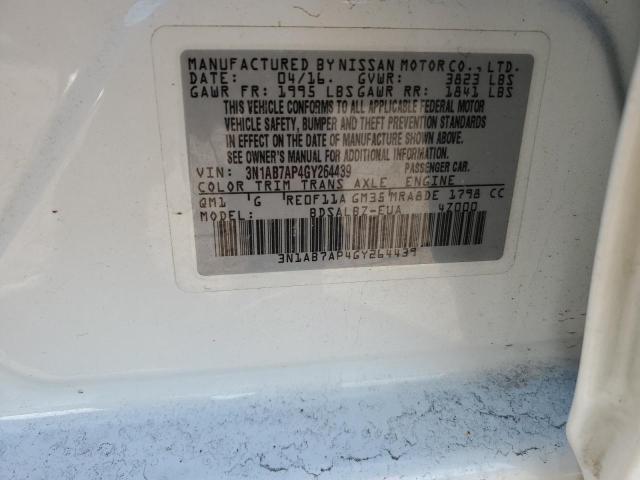 MANUFACTURED BY NISSAN MOTOR CO., LTD.
DATE: 04/16. GVWR: 3823 LBS
GAWR FR: 1995 LBS GAWR RR: 1841 LBS
THIS VEHICLE CONFORMS TO ALL APPLICABLE FEDERAL MOTOR
VEHICLE SAFETY, BUMPER AND THEFT PREVENTION STANDARDS
IN EFFECT ON THE DATE OF MANUFACTURE SHOWN ABOVE.
SEE OWNER'S MANUAL FOR ADDITIONAL INFORMATION.
VIN: 3N1AB7AP4GY264439 PASSENGER CAR.
COLOR TRIM TRANS AXLE ENGINE
QM1 G RE0F11A GM35 MRA8DE 1798 CC
MODEL: BDSALBZ-EUA 4Z000
3N1AB7AP4GY264439